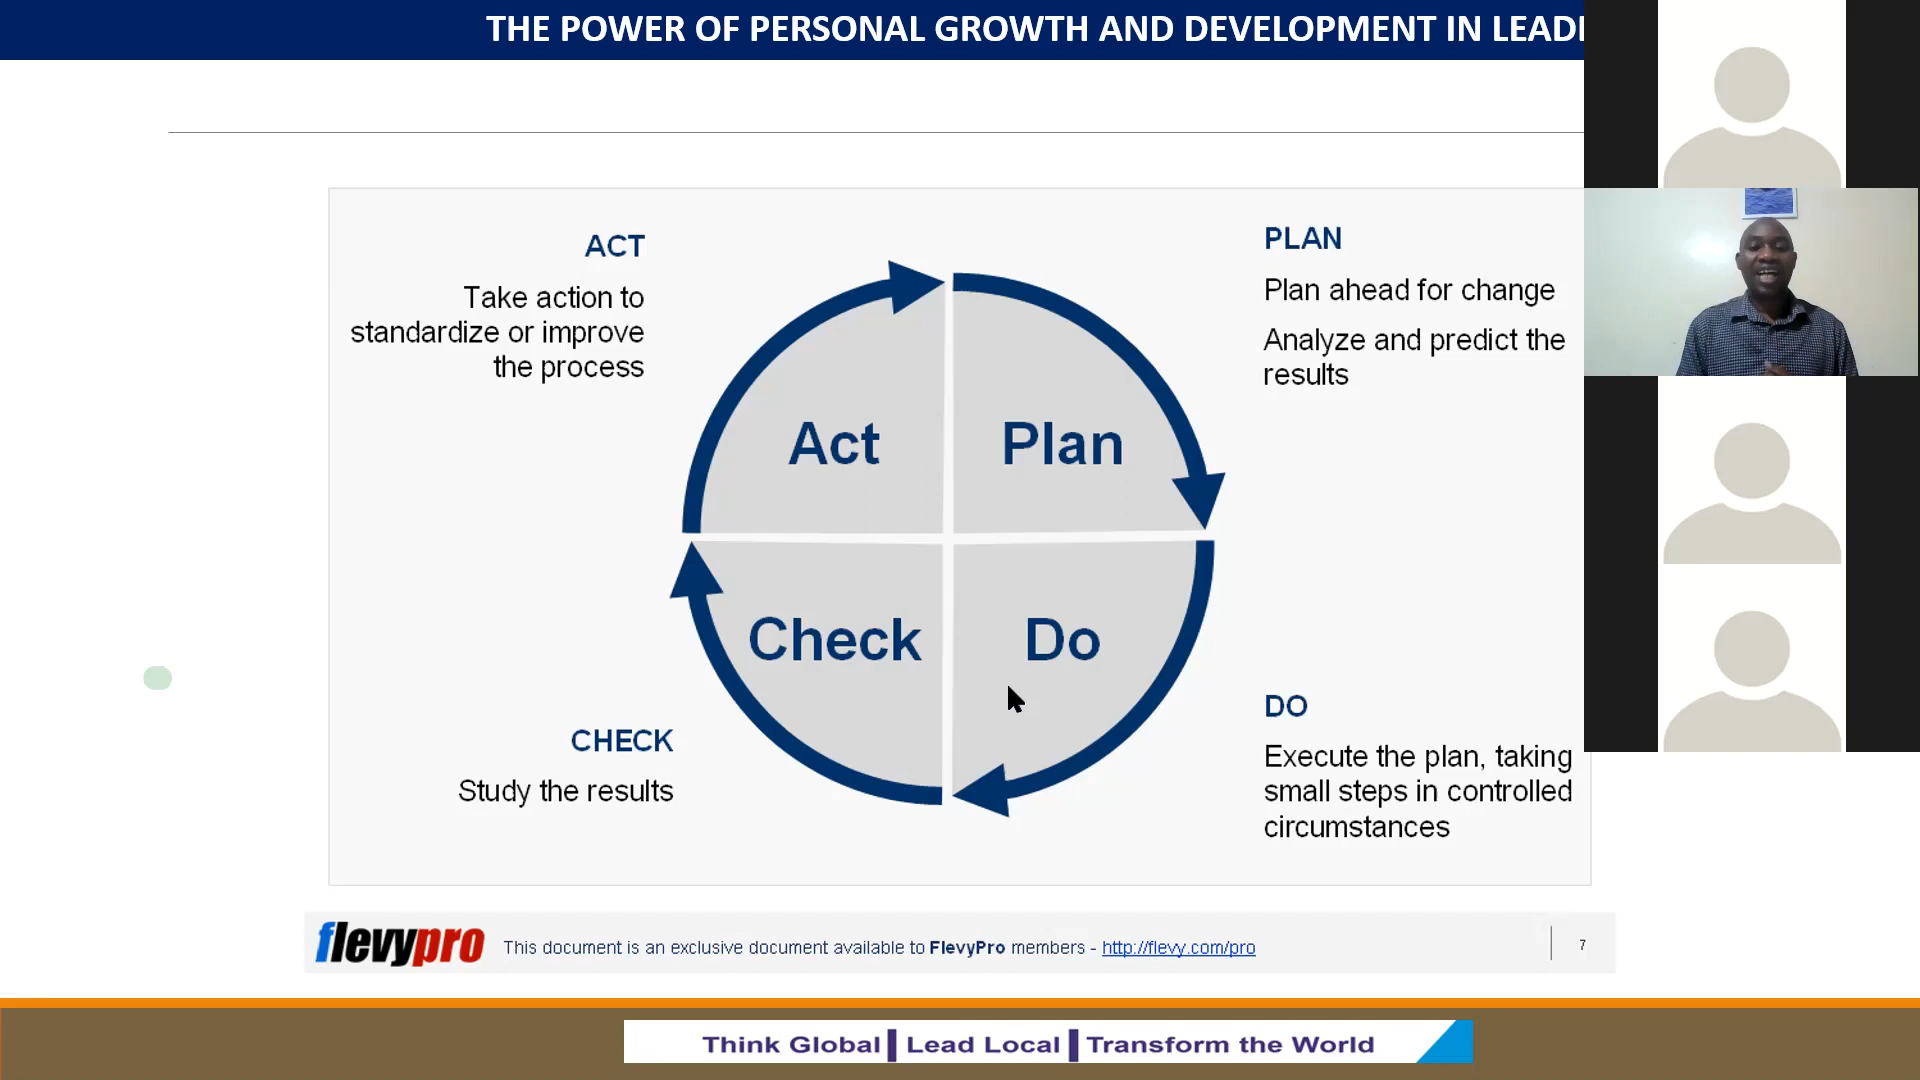 THE POWER OF PERSONAL GROWTH AND DEVELOPMENT IN
ACT
Take action to
standardize or improve
the process
PLAN
Plan ahead for change
Analyze and predict the
results
Act
Plan
Check
Do
CHECK
Study the results
DO
Execute the plan, taking
small steps in controlled
circumstances
flevypro
This document is an exclusive document available to FlevyPro members - http://flevy.com/pro
7
Think Global Lead Local Transform the World